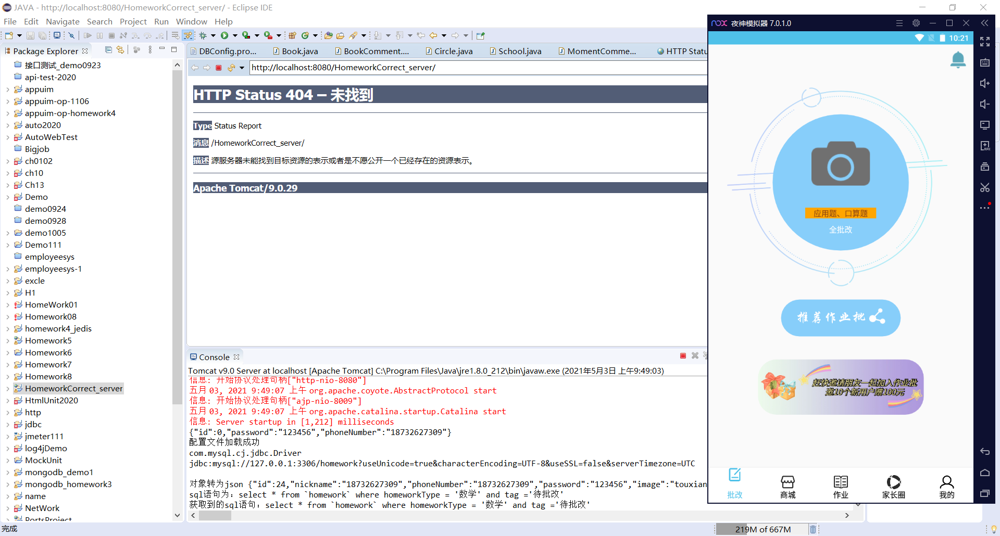 JAVA - http://localhost:8080/HomeworkCorrect_server/ - Eclipse IDE
File Edit Navigate Search Project Run Window Help
Package Explorer
接口测试_demo0923
api-test-2020
appuim
appuim-op-1106
appuim-op-homework4
auto2020
AutoWebTest
Bigjob
ch0102
ch10
Ch13
Demo
demo0924
demo0928
demo1005
Demo111
employeesys
employeesys-1
excle
H1
HomeWork01
Homework08
homework4_jedis
Homework5
Homework6
Homework7
Homework8
HomeworkCorrect_server
HtmlUnit2020
http
jdbc
jmeter111
log4jDemo
MockUnit
mongodb_demo1
mongodb_homework3
name
NetWork
PortsProject
DBConfig.pro... Book.java BookComment.... Circle.java School.java MomentComme... HTTP Statu
http://localhost:8080/HomeworkCorrect_server/
HTTP Status 404 – 未找到
Type Status Report
消息 /HomeworkCorrect_server/
描述 源服务器未能找到目标资源的表示或者是不愿公开一个已经存在的资源表示。
Apache Tomcat/9.0.29
Console
Tomcat v9.0 Server at localhost [Apache Tomcat] C:\Program Files\Java\jre1.8.0_212\bin\javaw.exe (2021年5月3日 上午9:49:03)
信息: 开始协议处理句柄["http-nio-8080"]
五月 03, 2021 9:49:07 上午 org.apache.coyote.AbstractProtocol start
信息: 开始协议处理句柄["ajp-nio-8009"]
五月 03, 2021 9:49:07 上午 org.apache.catalina.startup.Catalina start
信息: Server startup in [1,212] milliseconds
{"id":0,"password":"123456","phoneNumber":"18732627309"}
配置文件加载成功
com.mysql.cj.jdbc.Driver
jdbc:mysql://127.0.0.1:3306/homework?useUnicode=true&characterEncoding=UTF-8&useSSL=false&serverTimezone=UTC
对象转为json {"id":24,"nickname":"18732627309","phoneNumber":"18732627309","password":"123456","image":"touxian
sql语句为: select * from `homework` where homeworkType = '数学' and tag ='待批改'
获取到的sql语句: select * from `homework` where homeworkType = '数学' and tag ='待批改'
完成
219M of 667M
nox 夜神模拟器 7.0.1.0
10:21
应用题、口算题
全批改
推荐作业批
赶快邀请朋友一起加入作业批
邀10个新用户赠100元
批改 商城 作业 家长圈 我的
APK